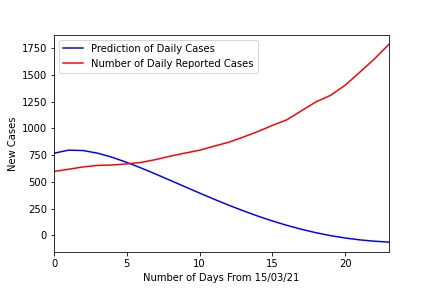 Prediction of Daily Cases
Number of Daily Reported Cases
1750
1500
1250
1000
750
500
250
0
New Cases
0 5 10 15 20
Number of Days From 15/03/21